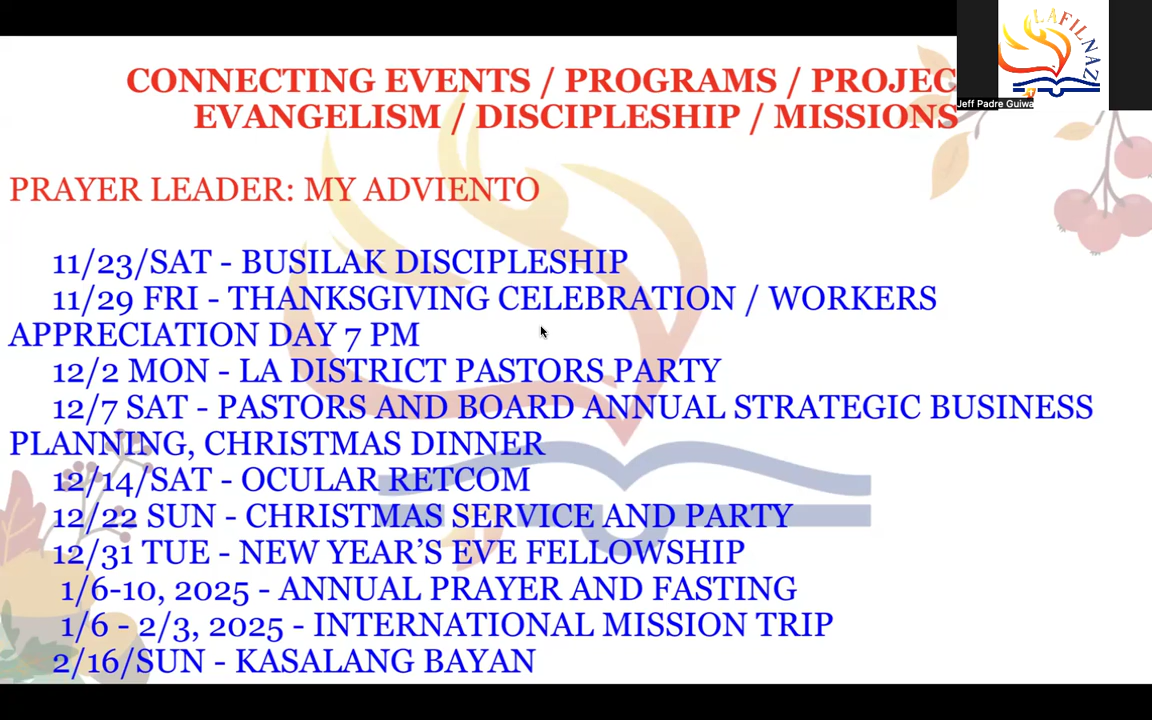 CONNECTING EVENTS / PROGRAMS / PROJEC
EVANGELISM / DISCIPLESHIP / MISSIONS
LAFILNAZ
Jeff Padre Guiwa
PRAYER LEADER: MY ADVIENTO
11/23/SAT - BUSILAK DISCIPLESHIP
11/29 FRI - THANKSGIVING CELEBRATION / WORKERS
APPRECIATION DAY 7 PM
12/2 MON - LA DISTRICT PASTORS PARTY
12/7 SAT - PASTORS AND BOARD ANNUAL STRATEGIC BUSINESS
PLANNING, CHRISTMAS DINNER
12/14/SAT - OCULAR RETCOM
12/22 SUN - CHRISTMAS SERVICE AND PARTY
12/31 TUE - NEW YEAR’S EVE FELLOWSHIP
1/6-10, 2025 - ANNUAL PRAYER AND FASTING
1/6 - 2/3, 2025 - INTERNATIONAL MISSION TRIP
2/16/SUN - KASALANG BAYAN